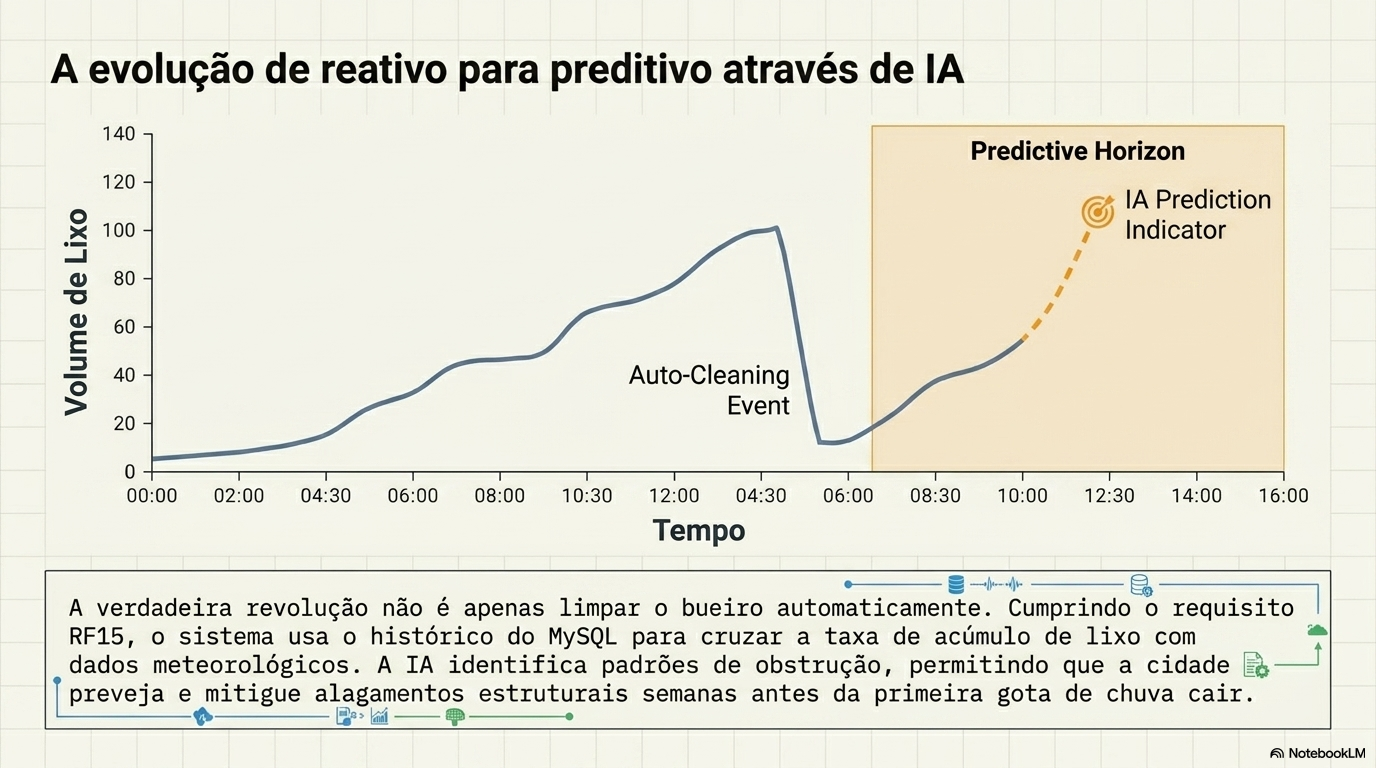 A evolução de reativo para preditivo através de IA
140
120
100
80
60
40
20
0
Volume de Lixo
Predictive Horizon
IA Prediction
Indicator
Auto-Cleaning
Event
00:00 02:00 04:30 06:00 08:00 10:30 12:00 04:30 06:00 08:30 10:00 12:30 14:00 16:00
Tempo
A verdadeira revolução não é apenas limpar o bueiro automaticamente. Cumprindo o requisito
RF15, o sistema usa o histórico do MySQL para cruzar a taxa de acúmulo de lixo com
dados meteorológicos. A IA identifica padrões de obstrução, permitindo que a cidade
preveja e mitigue alagamentos estruturais semanas antes da primeira gota de chuva cair.
NotebookLM